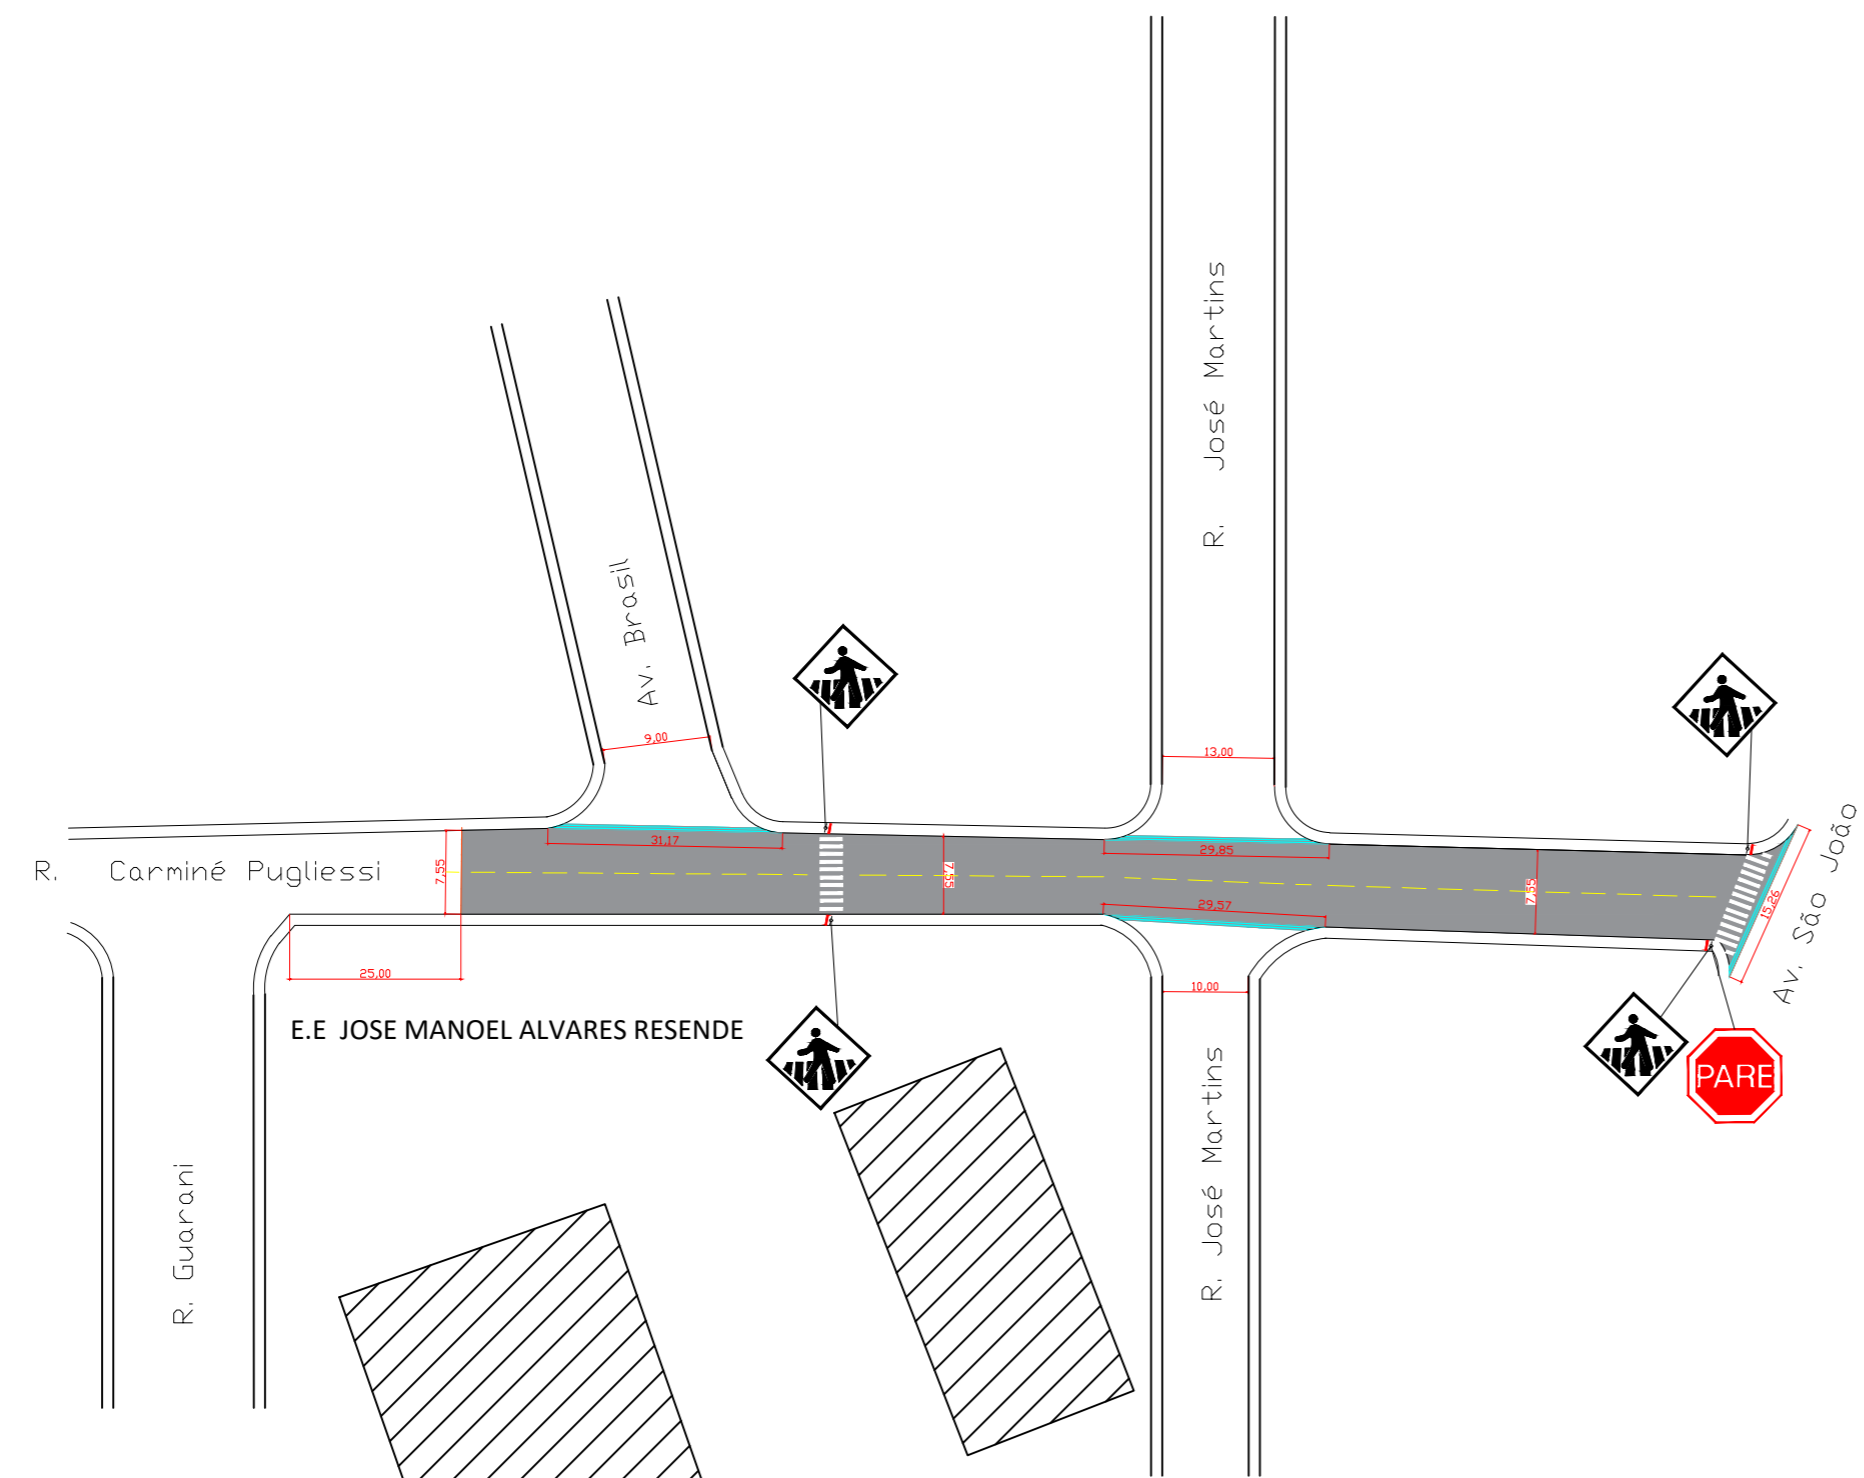 R. José Martins
Av. Brasil
9,00
13,00
Av. São João
31,17
29,85
R. Carminé Pugliessi
7,55
7,55
7,55
15,26
29,57
25,00
10,00
E.E JOSE MANOEL ALVARES RESENDE
PARE
R. Guarani
R. José Martins